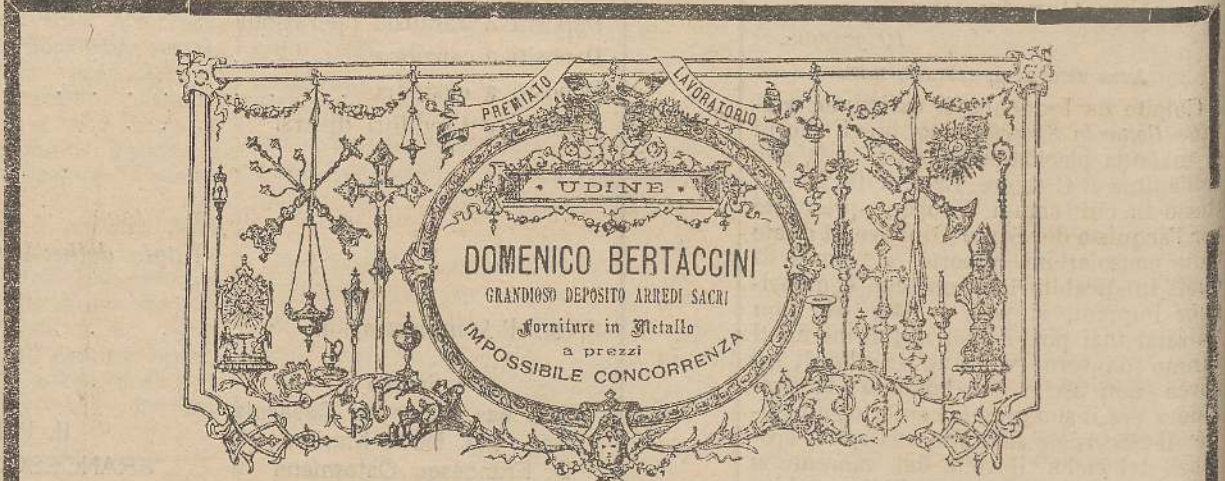 PREMIATO LAVORATORIO
· UDINE ·
DOMENICO BERTACCINI
GRANDIOSO DEPOSITO ARREDI SACRI
Forniture in Metallo
a prezzi
IMPOSSIBILE CONCORRENZA